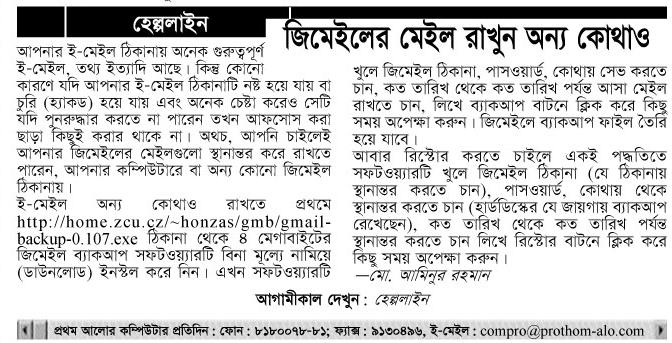 হেল্পলাইন
জিমেইলের মেইল রাখুন অন্য কোথাও
আপনার ই-মেইল ঠিকানায় অনেক গুরুত্বপূর্ণ
ই-মেইল, তথ্য ইত্যাদি আছে। কিন্তু কোনো
কারণে যদি আপনার ই-মেইল ঠিকানাটি নষ্ট হয়ে যায় বা
চুরি (হ্যাকড) হয়ে যায় এবং অনেক চেষ্টা করেও সেটি
যদি পুনরুদ্ধার করতে না পারেন তখন আফসোস করা
ছাড়া কিছুই করার থাকে না। অথচ, আপনি চাইলেই
আপনার জিমেইলের মেইলগুলো স্থানান্তর করে রাখতে
পারেন, আপনার কম্পিউটারে বা অন্য কোনো জিমেইল
ঠিকানায়।
ই-মেইল অন্য কোথাও রাখতে প্রথমে
http://home.zcu.cz/~honzas/gmb/gmail-
backup-0.107.exe ঠিকানা থেকে ৪ মেগাবাইটের
জিমেইল ব্যাকআপ সফটওয়্যারটি বিনা মূল্যে নামিয়ে
(ডাউনলোড) ইনস্টল করে নিন। এখন সফটওয়্যারটি
খুলে জিমেইল ঠিকানা, পাসওয়ার্ড, কোথায় সেভ করতে
চান, কত তারিখ থেকে কত তারিখ পর্যন্ত আসা মেইল
রাখতে চান, লিখে ব্যাকআপ বাটনে ক্লিক করে কিছু
সময় অপেক্ষা করুন। জিমেইলে ব্যাকআপ ফাইল তৈরি
হয়ে যাবে।
আবার রিস্টোর করতে চাইলে একই পদ্ধতিতে
সফটওয়্যারটি খুলে জিমেইল ঠিকানা (যে ঠিকানায়
স্থানান্তর করতে চান), পাসওয়ার্ড, কোথায় থেকে
স্থানান্তর করতে চান (হার্ডডিস্কের যে জায়গায় ব্যাকআপ
রেখেছেন), কত তারিখ থেকে কত তারিখ পর্যন্ত
স্থানান্তর করতে চান লিখে রিস্টোর বাটনে ক্লিক করে
কিছু সময় অপেক্ষা করুন।
—মো. আমিনুর রহমান
আগামীকাল দেখুন : হেল্পলাইন
প্রথম আলোর কম্পিউটার প্রতিদিন : ফোন : ৮১৮০০৭৮-৮১; ফ্যাক্স : ৯১৩০৪৯৬, ই-মেইল : compro@prothom-alo.com